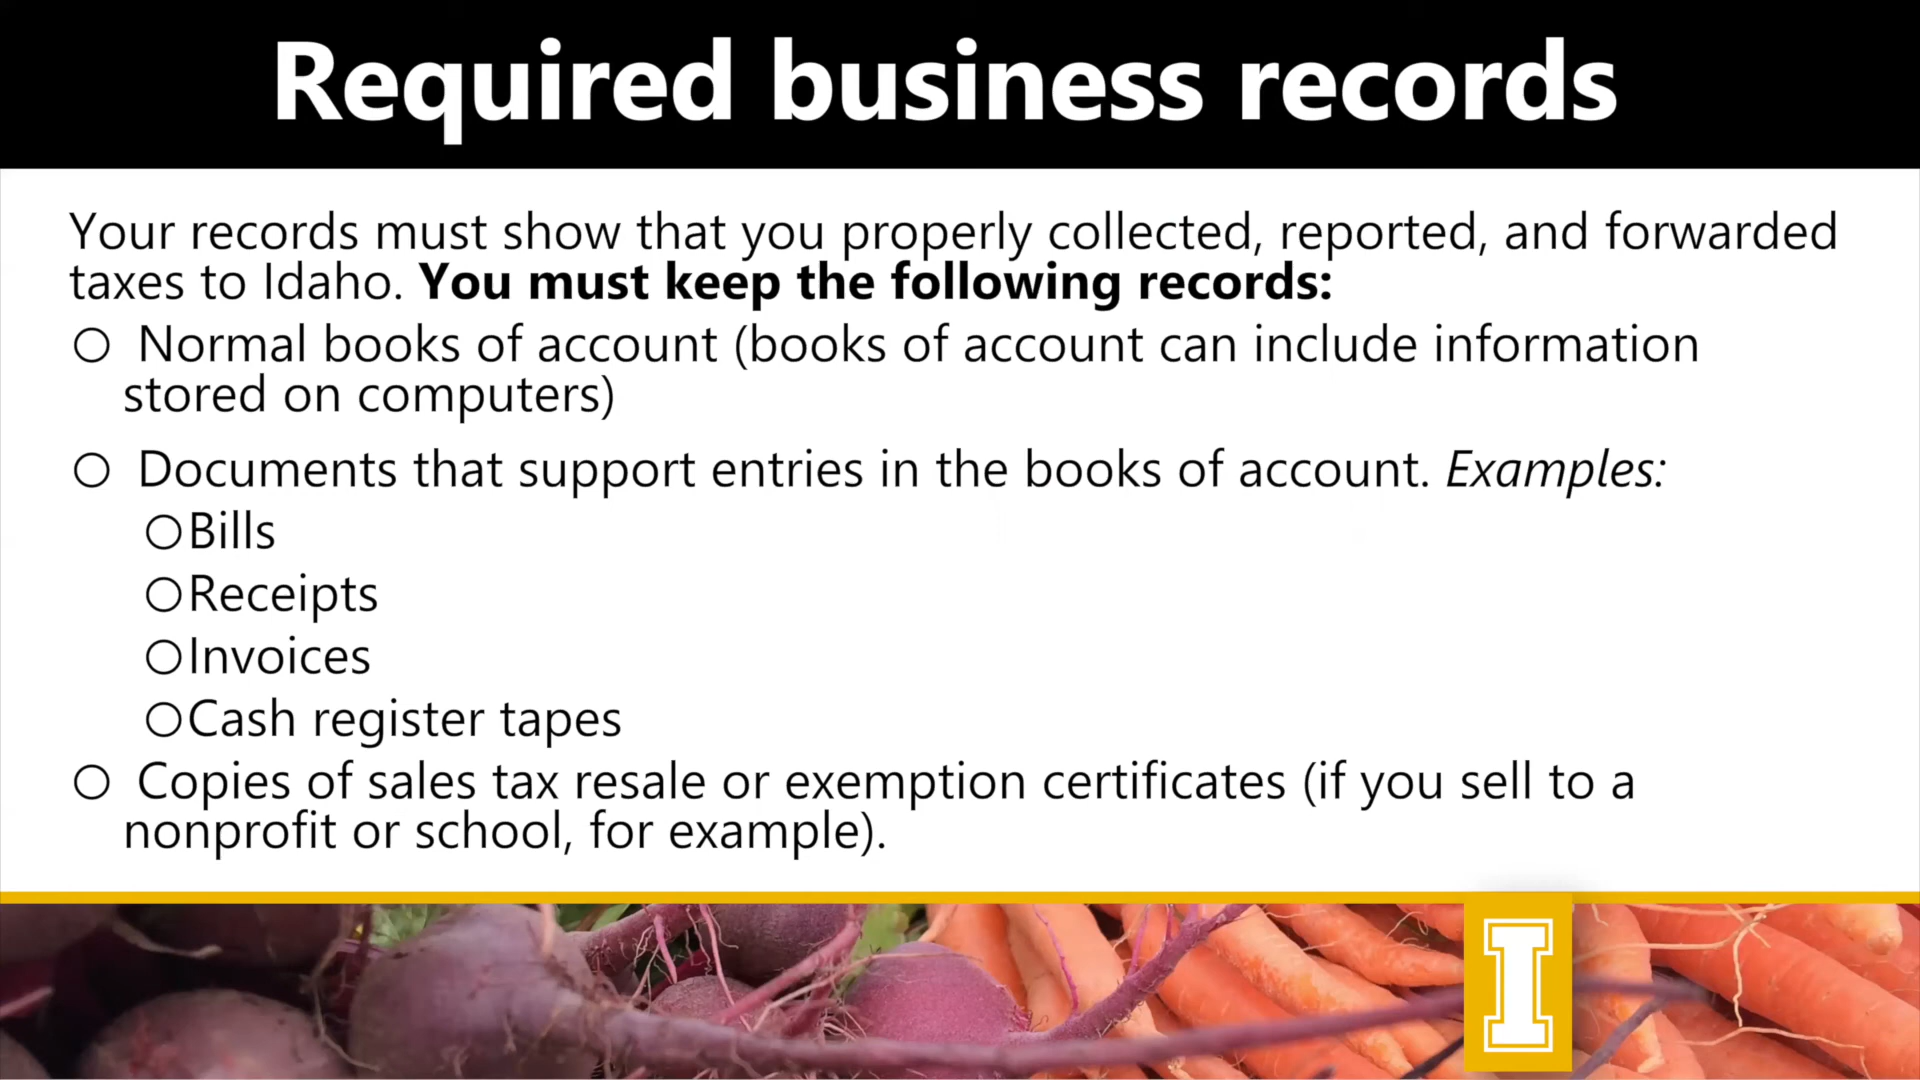 Required business records
Your records must show that you properly collected, reported, and forwarded
taxes to Idaho. You must keep the following records:
○ Normal books of account (books of account can include information
stored on computers)
○ Documents that support entries in the books of account. Examples:
○Bills
○Receipts
○Invoices
○Cash register tapes
○ Copies of sales tax resale or exemption certificates (if you sell to a
nonprofit or school, for example).
I